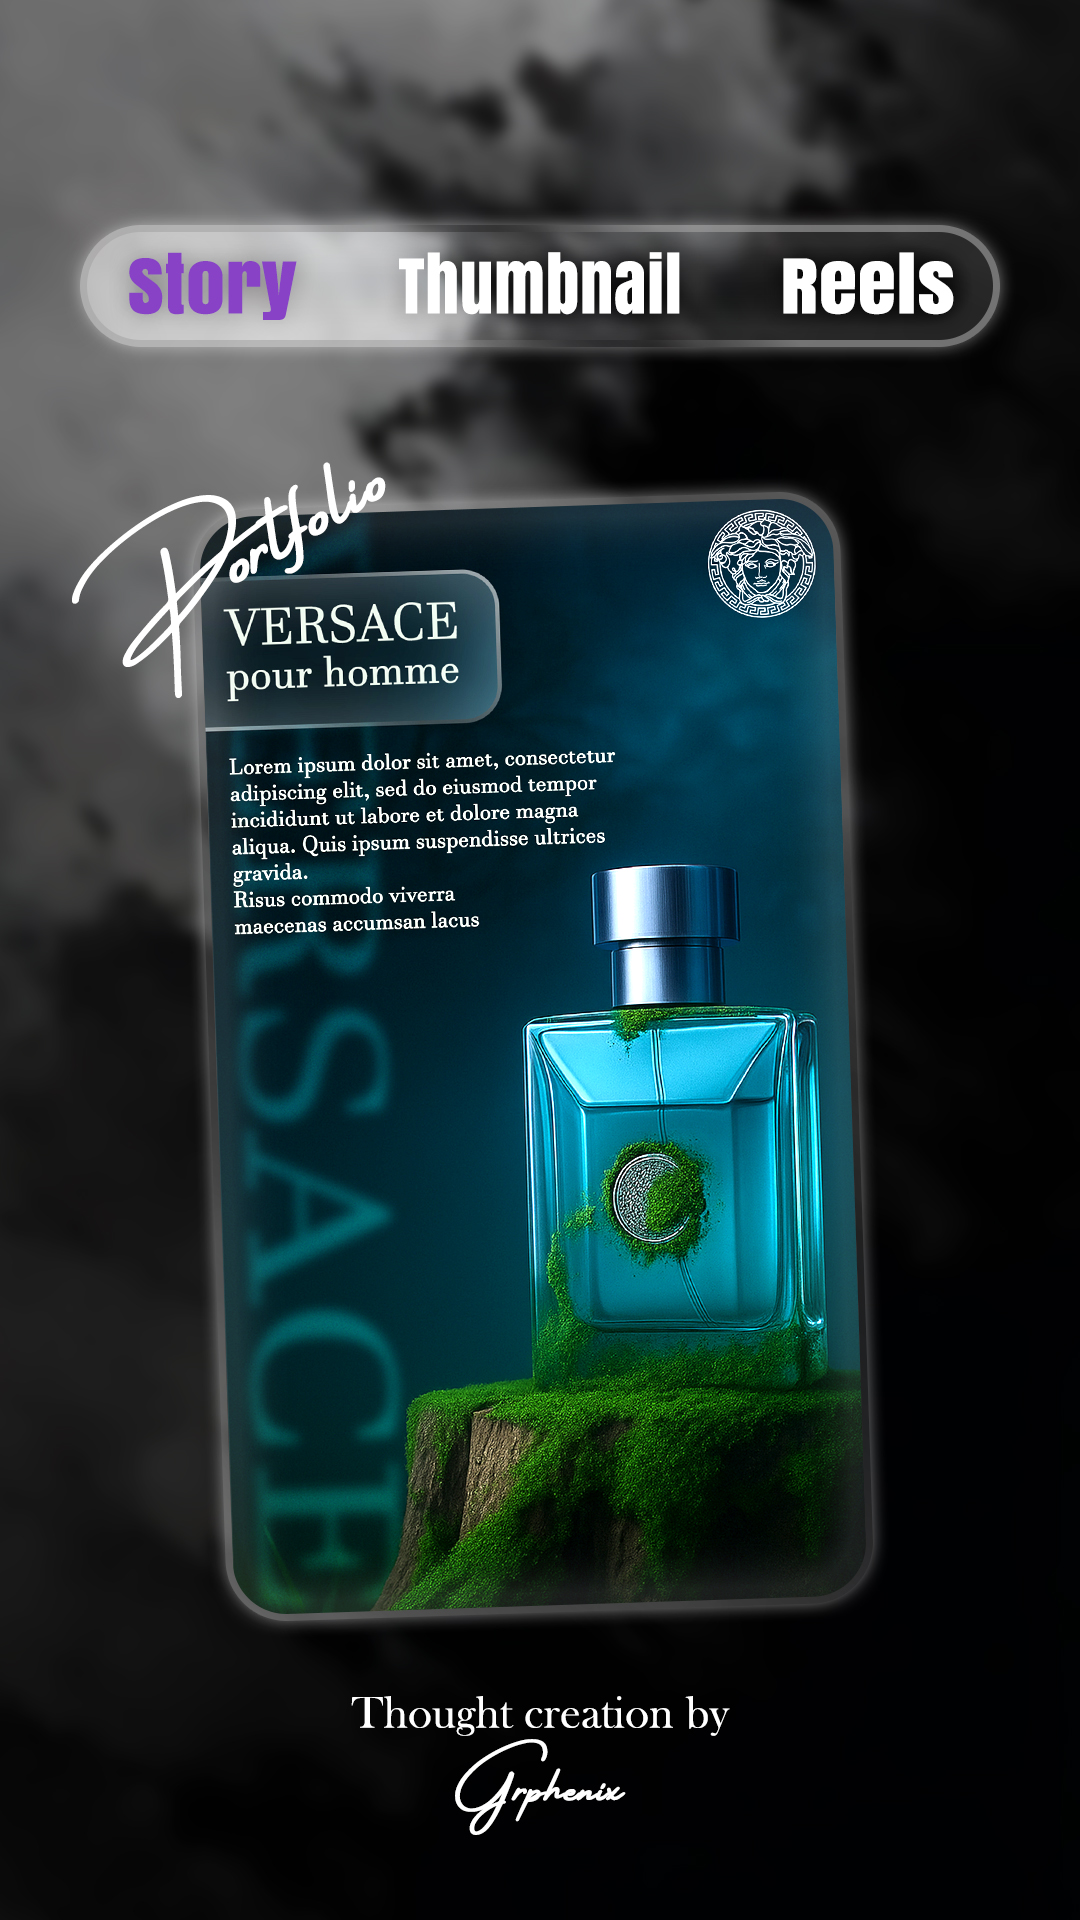 Story Thumbnail Reels
Portfolio
VERSACE
pour homme
Lorem ipsum dolor sit amet, consectetur
adipiscing elit, sed do eiusmod tempor
incididunt ut labore et dolore magna
aliqua. Quis ipsum suspendisse ultrices
gravida.
Risus commodo viverra
maecenas accumsan lacus
VERSACE
Thought creation by
Grphenix